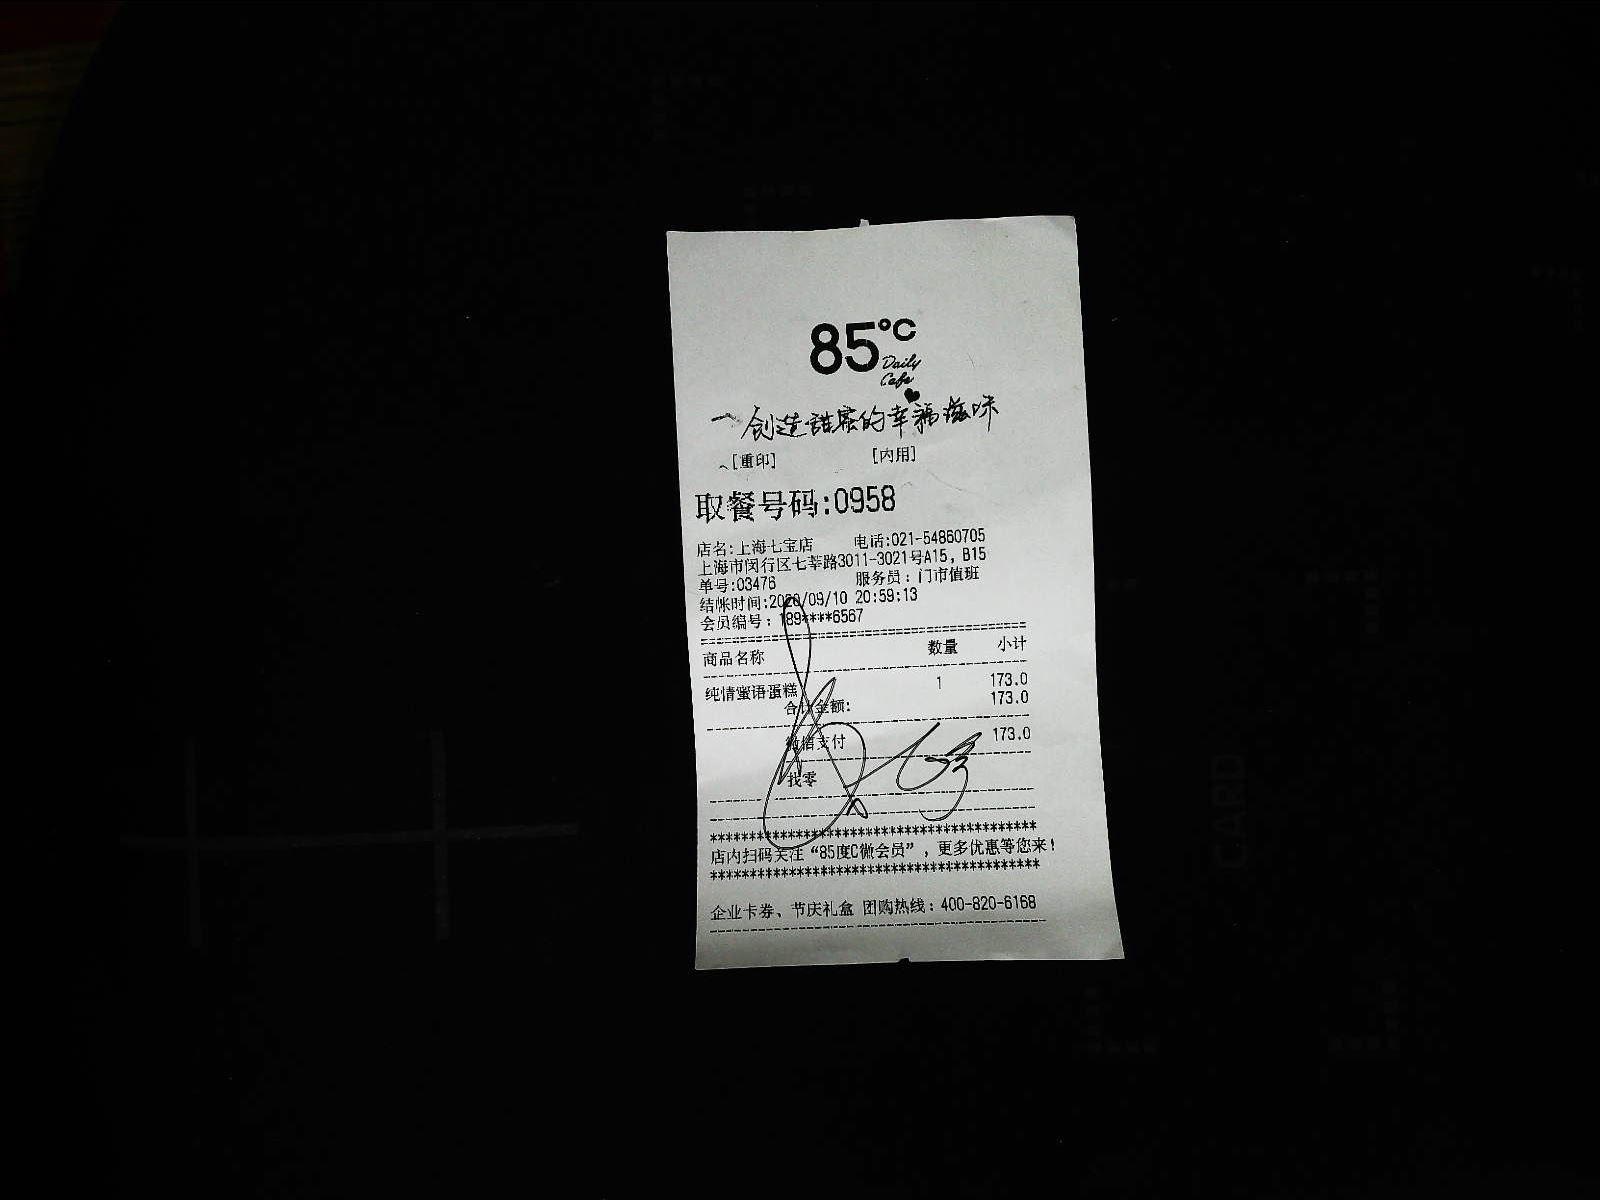 85°C
Daily
Cafe
创造甜蜜的幸福滋味
[重印] [内用]
取餐号码:0958
店名:上海七宝店 电话:021-54860705
上海市闵行区七莘路3011-3021号A15, B15
单号:03476 服务员:门市值班
结帐时间:2020/09/10 20:59:13
会员编号:189****6567
========================================
商品名称 数量 小计
纯情蜜语蛋糕 1 173.0
合计金额: 173.0
微信支付 173.0
找零
****************************************
店内扫码关注“85度C微会员”,更多优惠等您来!
****************************************
企业卡券、节庆礼盒 团购热线:400-820-6168
CARD